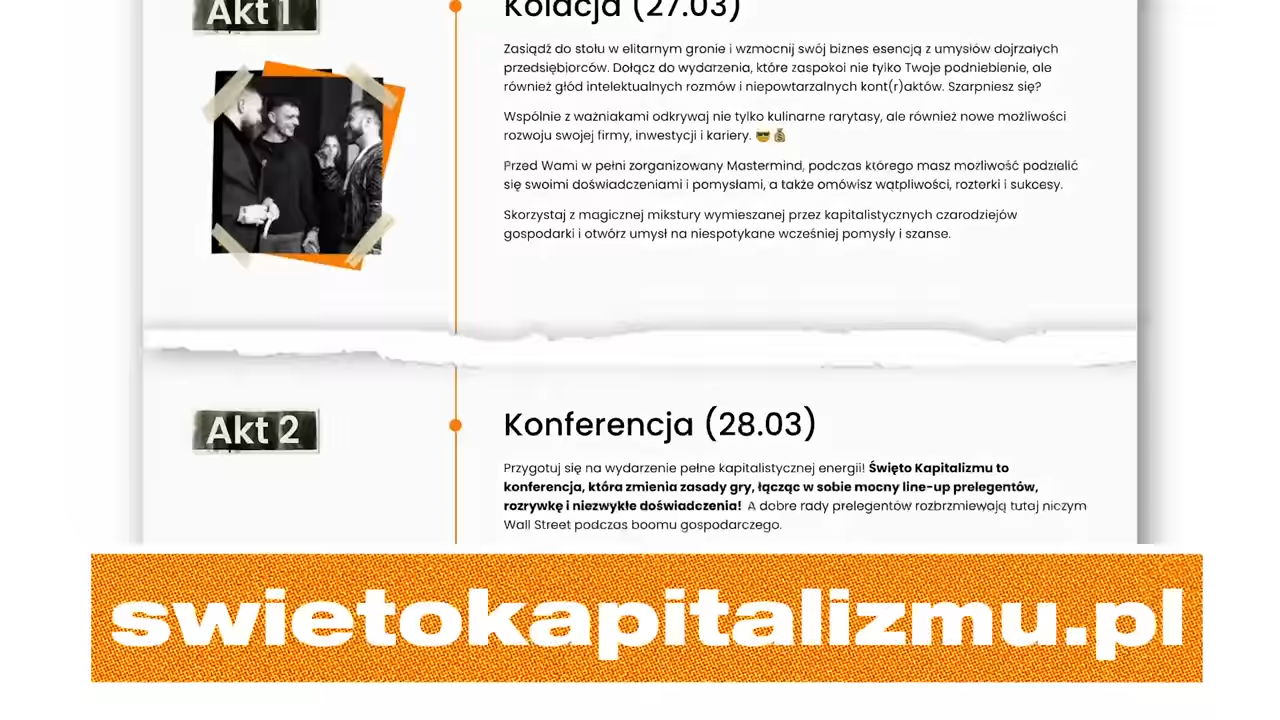 Akt 1
Kolacja (27.03)
Zasiądź do stołu w elitarnym gronie i wzmocnij swój biznes esencją z umysłów dojrzałych
przedsiębiorców. Dołącz do wydarzenia, które zaspokoi nie tylko Twoje podniebienie, ale
również głód intelektualnych rozmów i niepowtarzalnych kont(r)aktów. Szarpniesz się?
Wspólnie z ważniakami odkrywaj nie tylko kulinarne rarytasy, ale również nowe możliwości
rozwoju swojej firmy, inwestycji i kariery. 😎💰
Przed Wami w pełni zorganizowany Mastermind, podczas którego masz możliwość podzielić
się swoimi doświadczeniami i pomysłami, a także omówisz wątpliwości, rozterki i sukcesy.
Skorzystaj z magicznej mikstury wymieszanej przez kapitalistycznych czarodziejów
gospodarki i otwórz umysł na niespotykane wcześniej pomysły i szanse.
Akt 2
Konferencja (28.03)
Przygotuj się na wydarzenie pełne kapitalistycznej energii! Święto Kapitalizmu to
konferencja, która zmienia zasady gry, łącząc w sobie mocny line-up prelegentów,
rozrywkę i niezwykłe doświadczenia! A dobre rady prelegentów rozbrzmiewają tutaj niczym
Wall Street podczas boomu gospodarczego.
swietokapitalizmu.pl